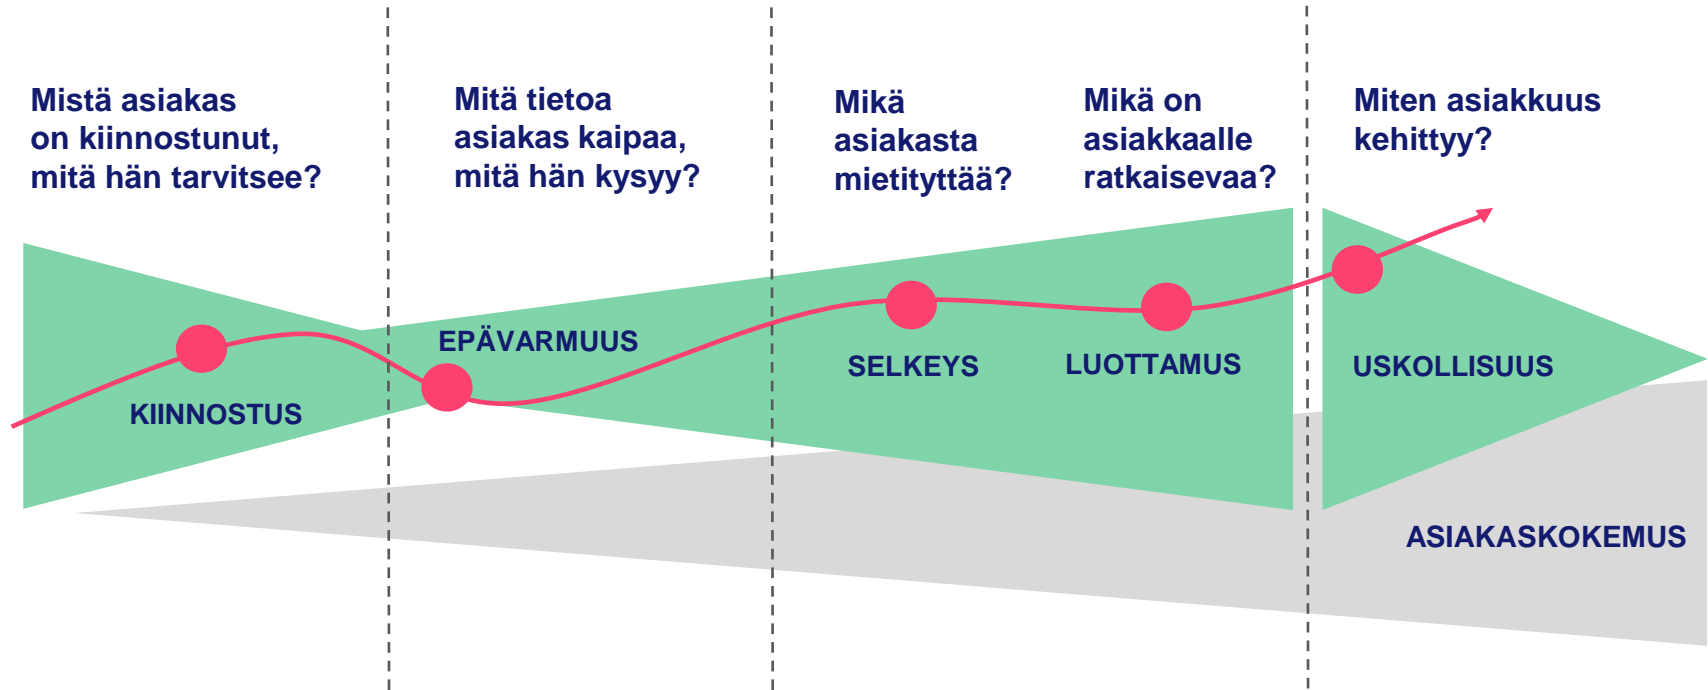 Mistä asiakas
on kiinnostunut,
mitä hän tarvitsee?
Mitä tietoa
asiakas kaipaa,
mitä hän kysyy?
Mikä
asiakasta
mietityttää?
Mikä on
asiakkaalle
ratkaisevaa?
Miten asiakkuus
kehittyy?
KIINNOSTUS
EPÄVARMUUS
SELKEYS
LUOTTAMUS
USKOLLISUUS
ASIAKASKOKEMUS